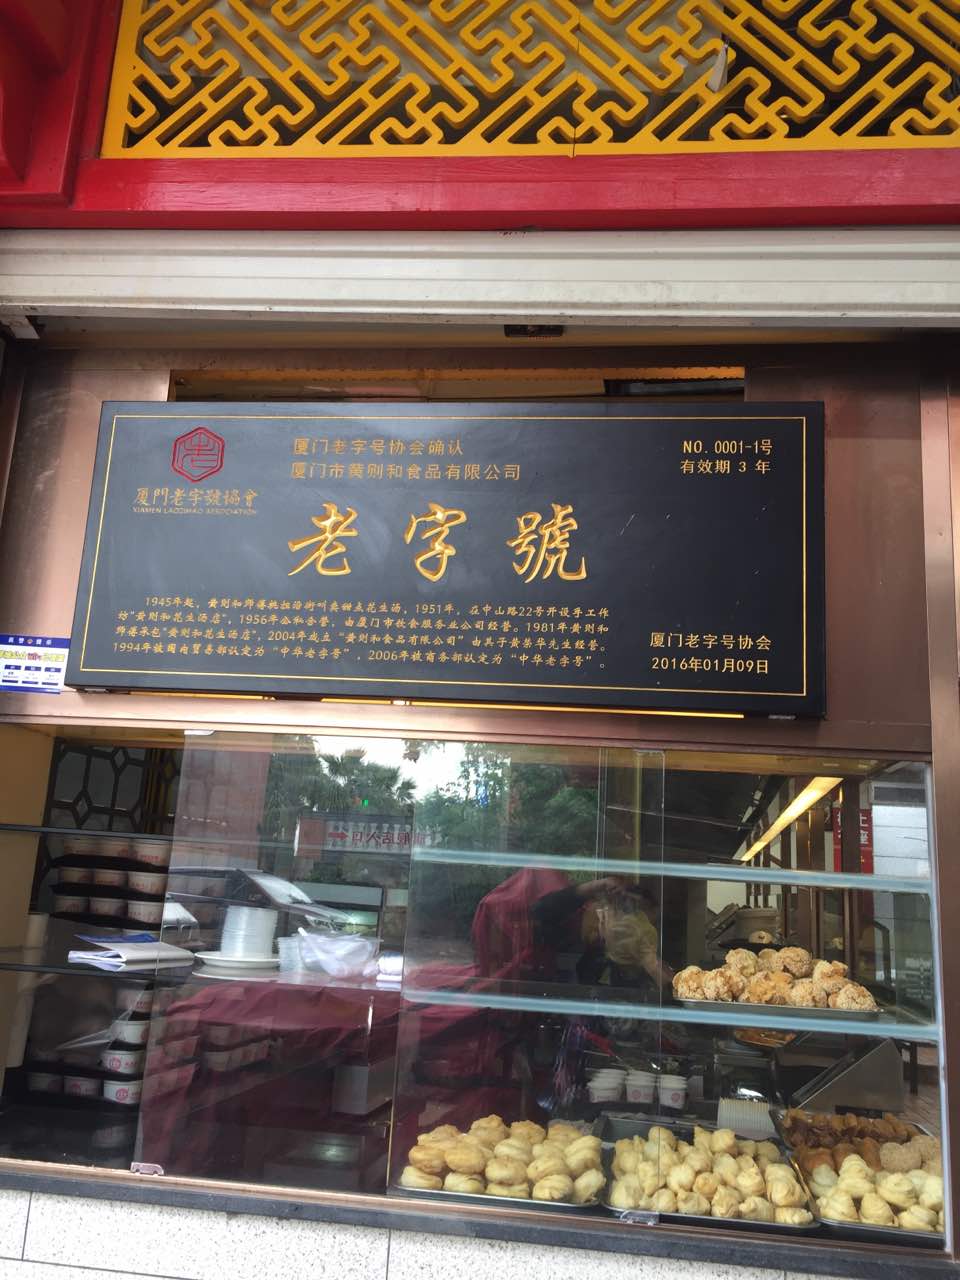 厦门老字号协会确认
厦门市黄则和食品有限公司
NO.0001-1号
有效期 3 年
厦門老字號協會
XIAMEN LAOZIHAO ASSOCIATION
老字號
1945年起，黄则和师傅挑担沿街叫卖甜点花生汤，1951年，在中山路22号开设手工作
坊"黄则和花生汤店"，1956年公私合营，由厦门市饮食服务业公司经营。1981年黄则和
师傅承包"黄则和花生汤店"，2004年成立"黄则和食品有限公司"由其子黄荣华先生经营。
1994年被国内贸易部认定为"中华老字号"，2006年被商务部认定为"中华老字号"。
厦门老字号协会
2016年01月09日